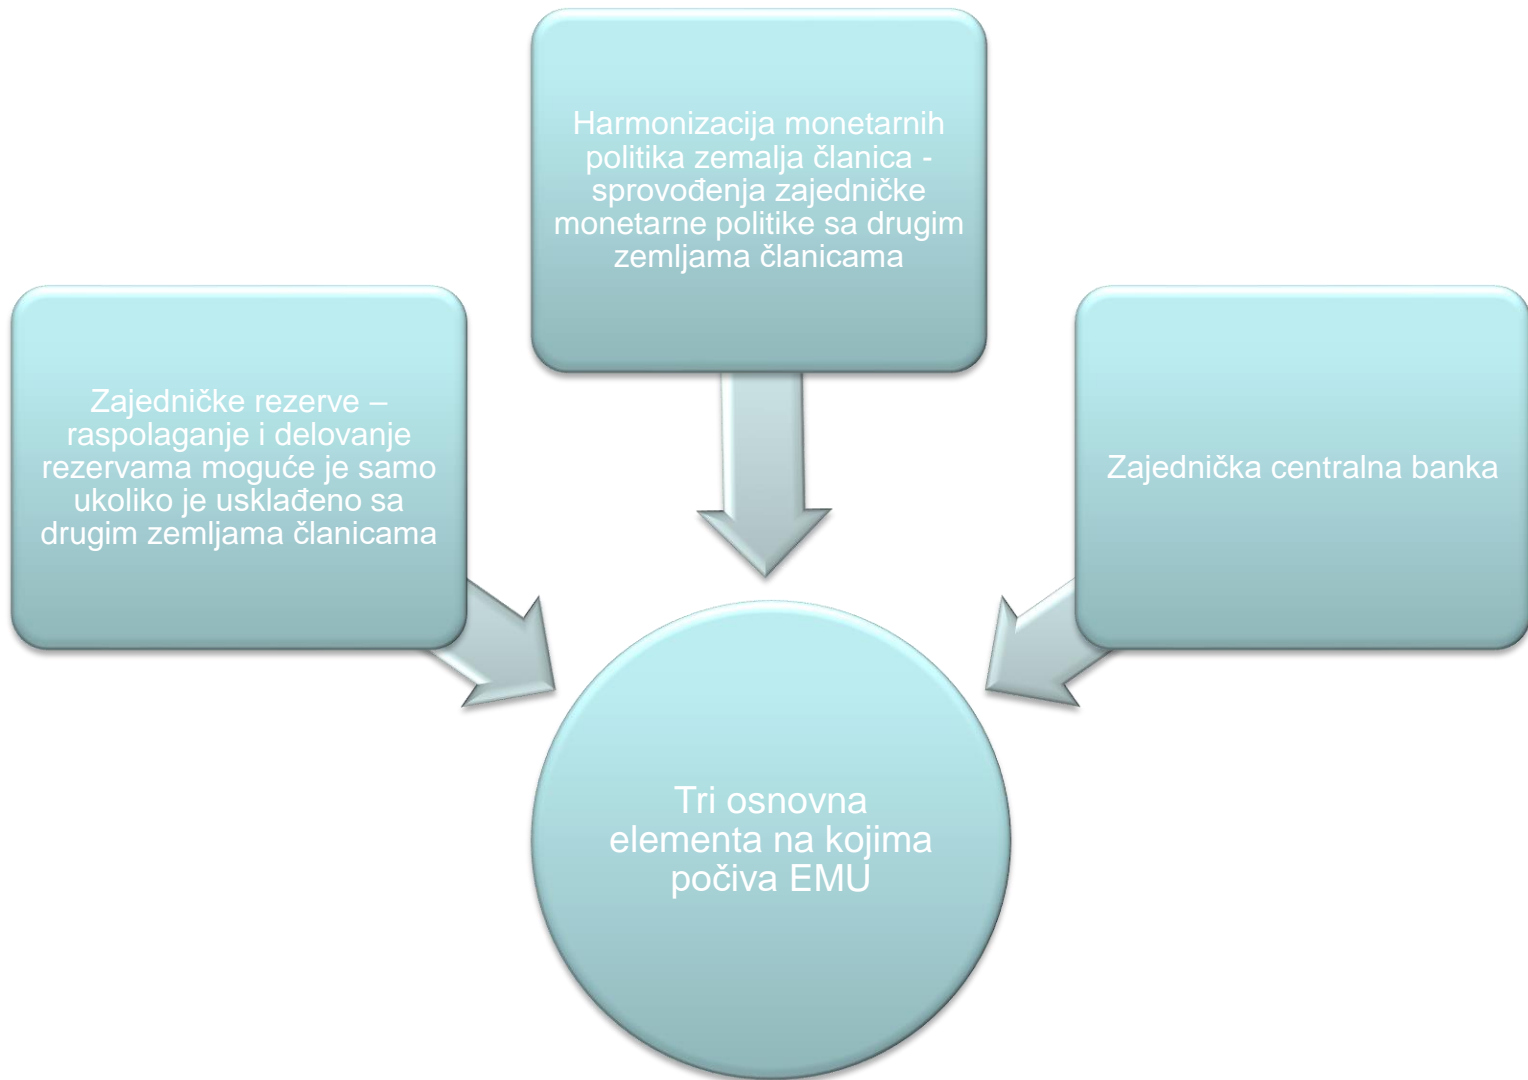 Harmonizacija monetarnih
politika zemalja članica -
sprovođenja zajedničke
monetarne politike sa drugim
zemljama članicama
Zajedničke rezerve –
raspolaganje i delovanje
rezervama moguće je samo
ukoliko je usklađeno sa
drugim zemljama članicama
Zajednička centralna banka
Tri osnovna
elementa na kojima
počiva EMU